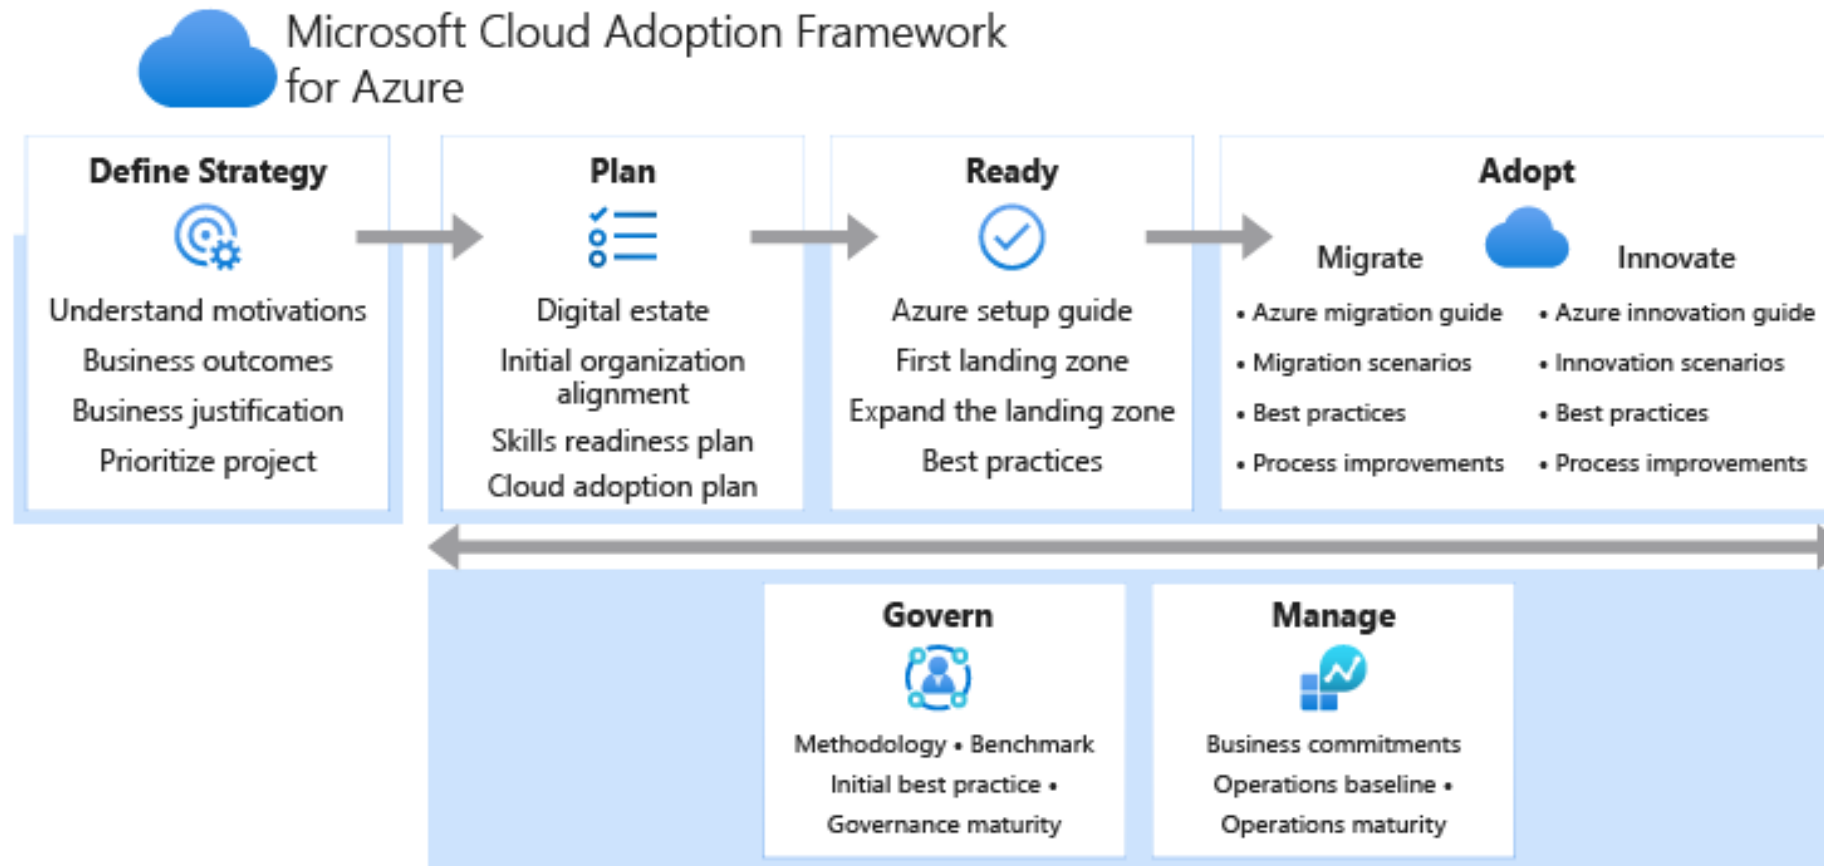 Microsoft Cloud Adoption Framework
for Azure
Define Strategy
Understand motivations
Business outcomes
Business justification
Prioritize project
Plan
Digital estate
Initial organization
alignment
Skills readiness plan
Cloud adoption plan
Ready
Azure setup guide
First landing zone
Expand the landing zone
Best practices
Adopt
Migrate
• Azure migration guide
• Migration scenarios
• Best practices
• Process improvements
Innovate
• Azure innovation guide
• Innovation scenarios
• Best practices
• Process improvements
Govern
Methodology • Benchmark
Initial best practice •
Governance maturity
Manage
Business commitments
Operations baseline •
Operations maturity